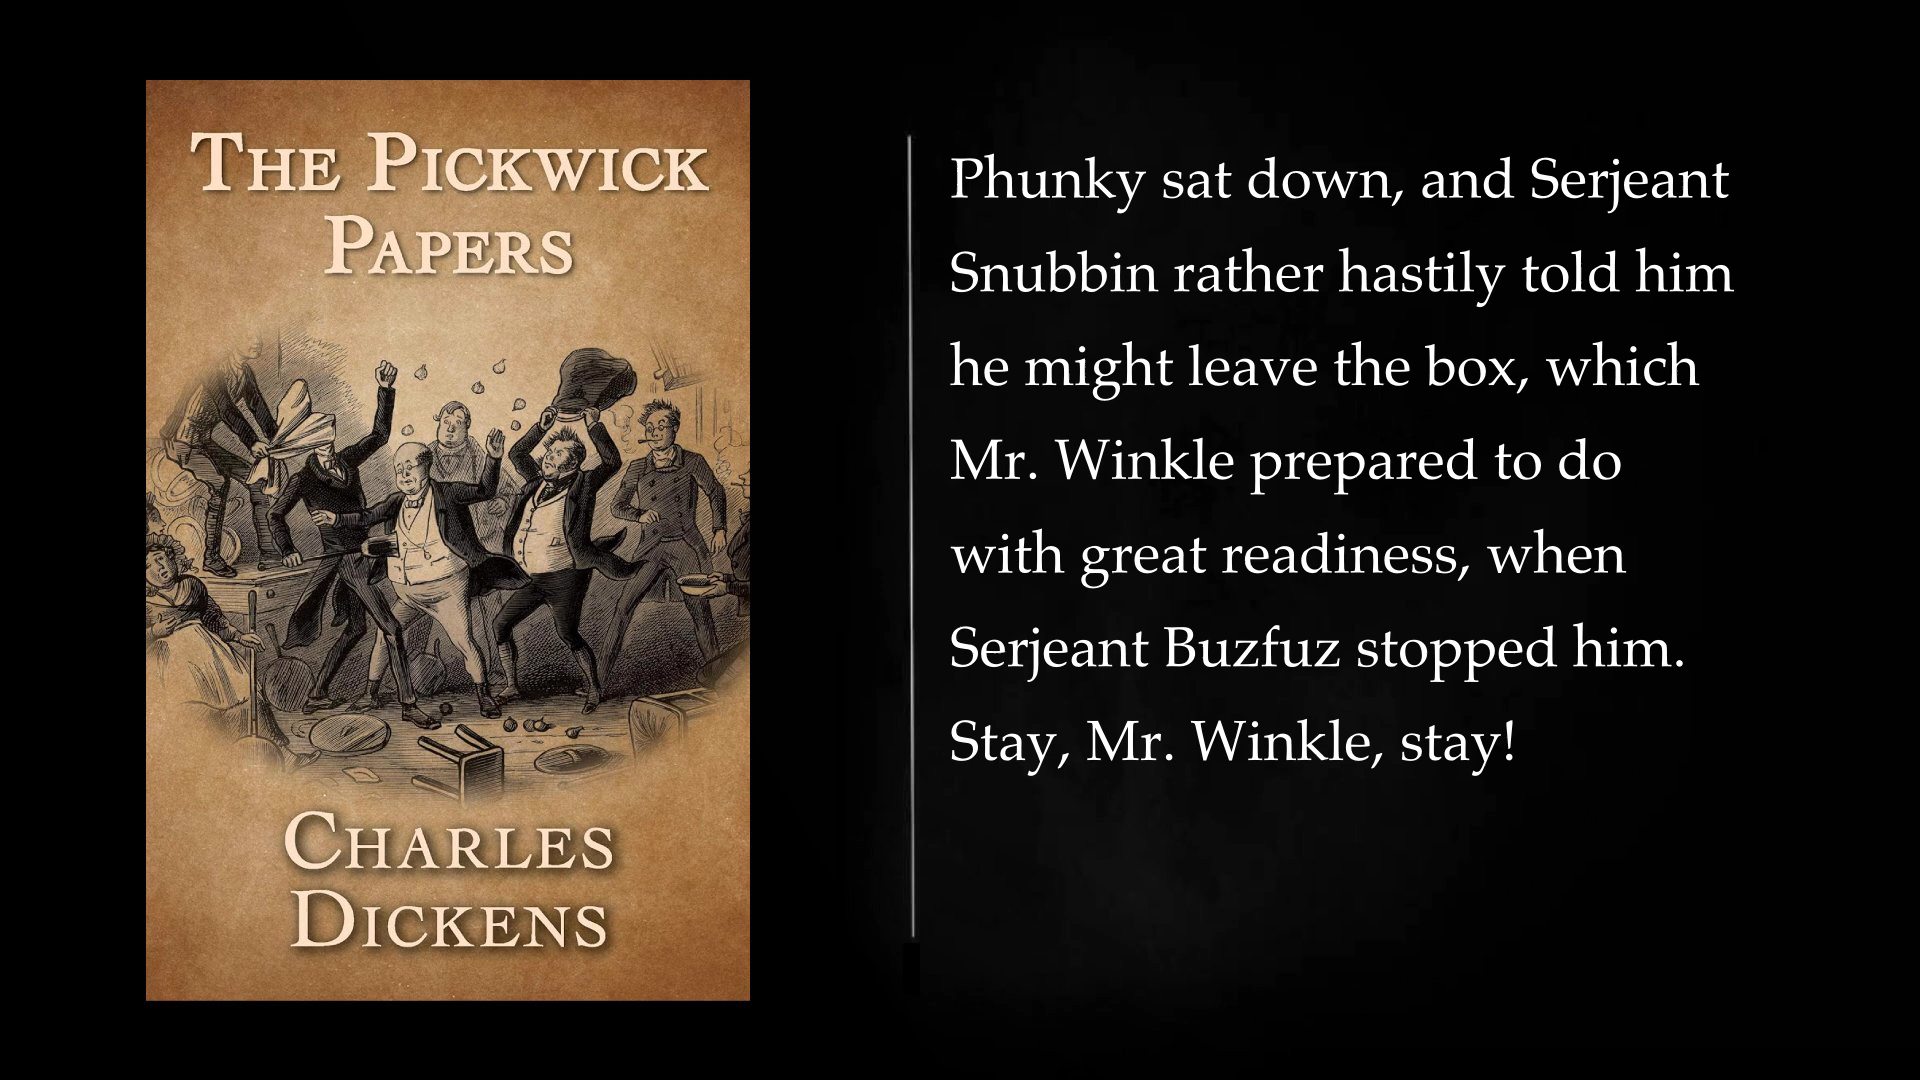 The Pickwick
Papers
Charles
Dickens
Phunky sat down, and Serjeant
Snubbin rather hastily told him
he might leave the box, which
Mr. Winkle prepared to do
with great readiness, when
Serjeant Buzfuz stopped him.
Stay, Mr. Winkle, stay!